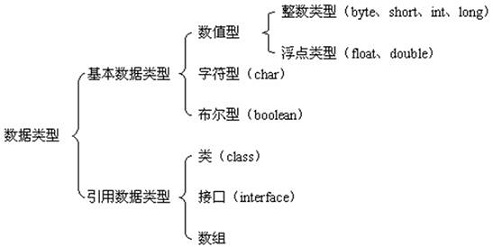 整数类型（byte、short、int、long）
数值型
浮点类型（float、double）
基本数据类型
字符型（char）
布尔型（boolean）
数据类型
类（class）
引用数据类型
接口（interface）
数组